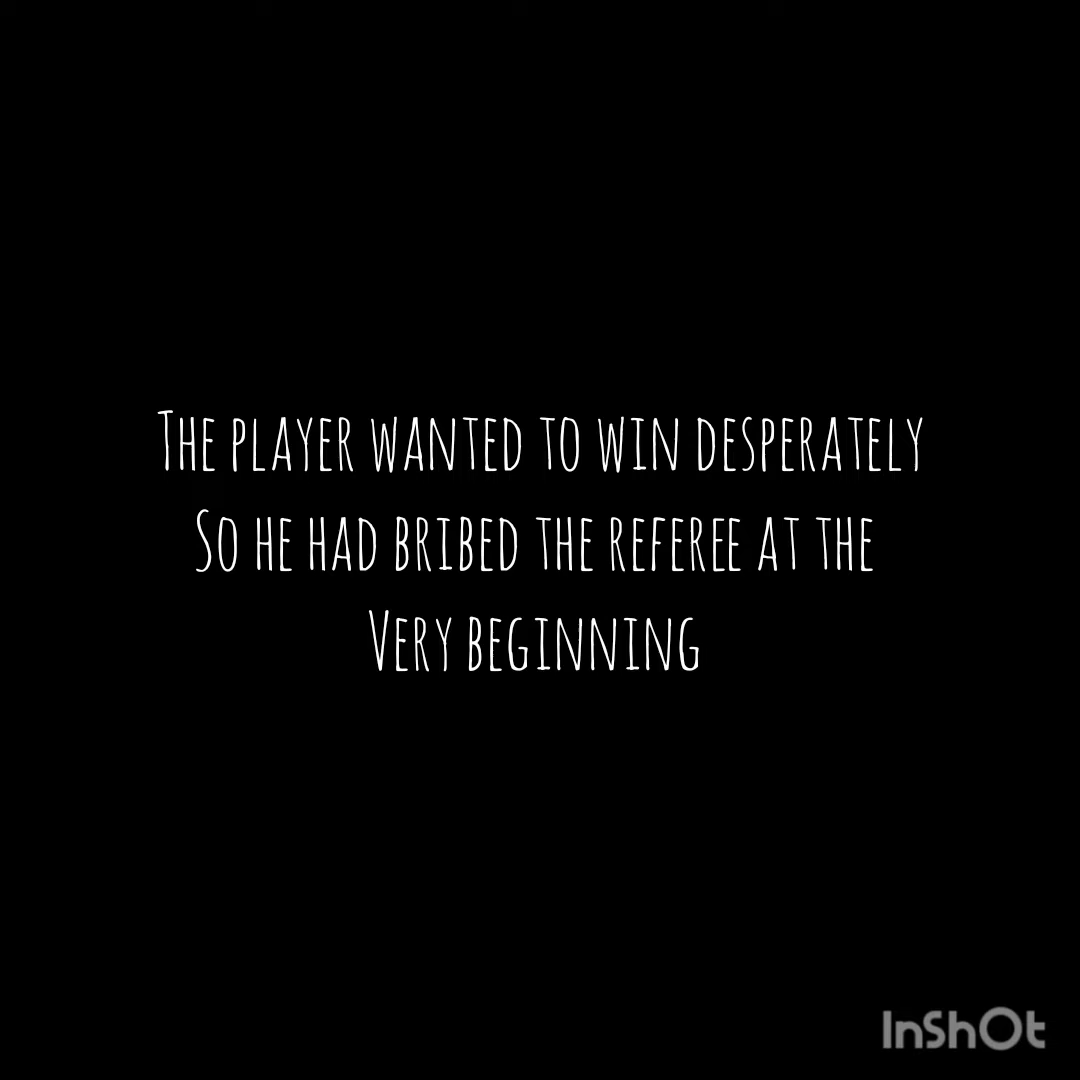 The player wanted to win desperately
So he had bribed the referee at the
Very beginning
InShOt